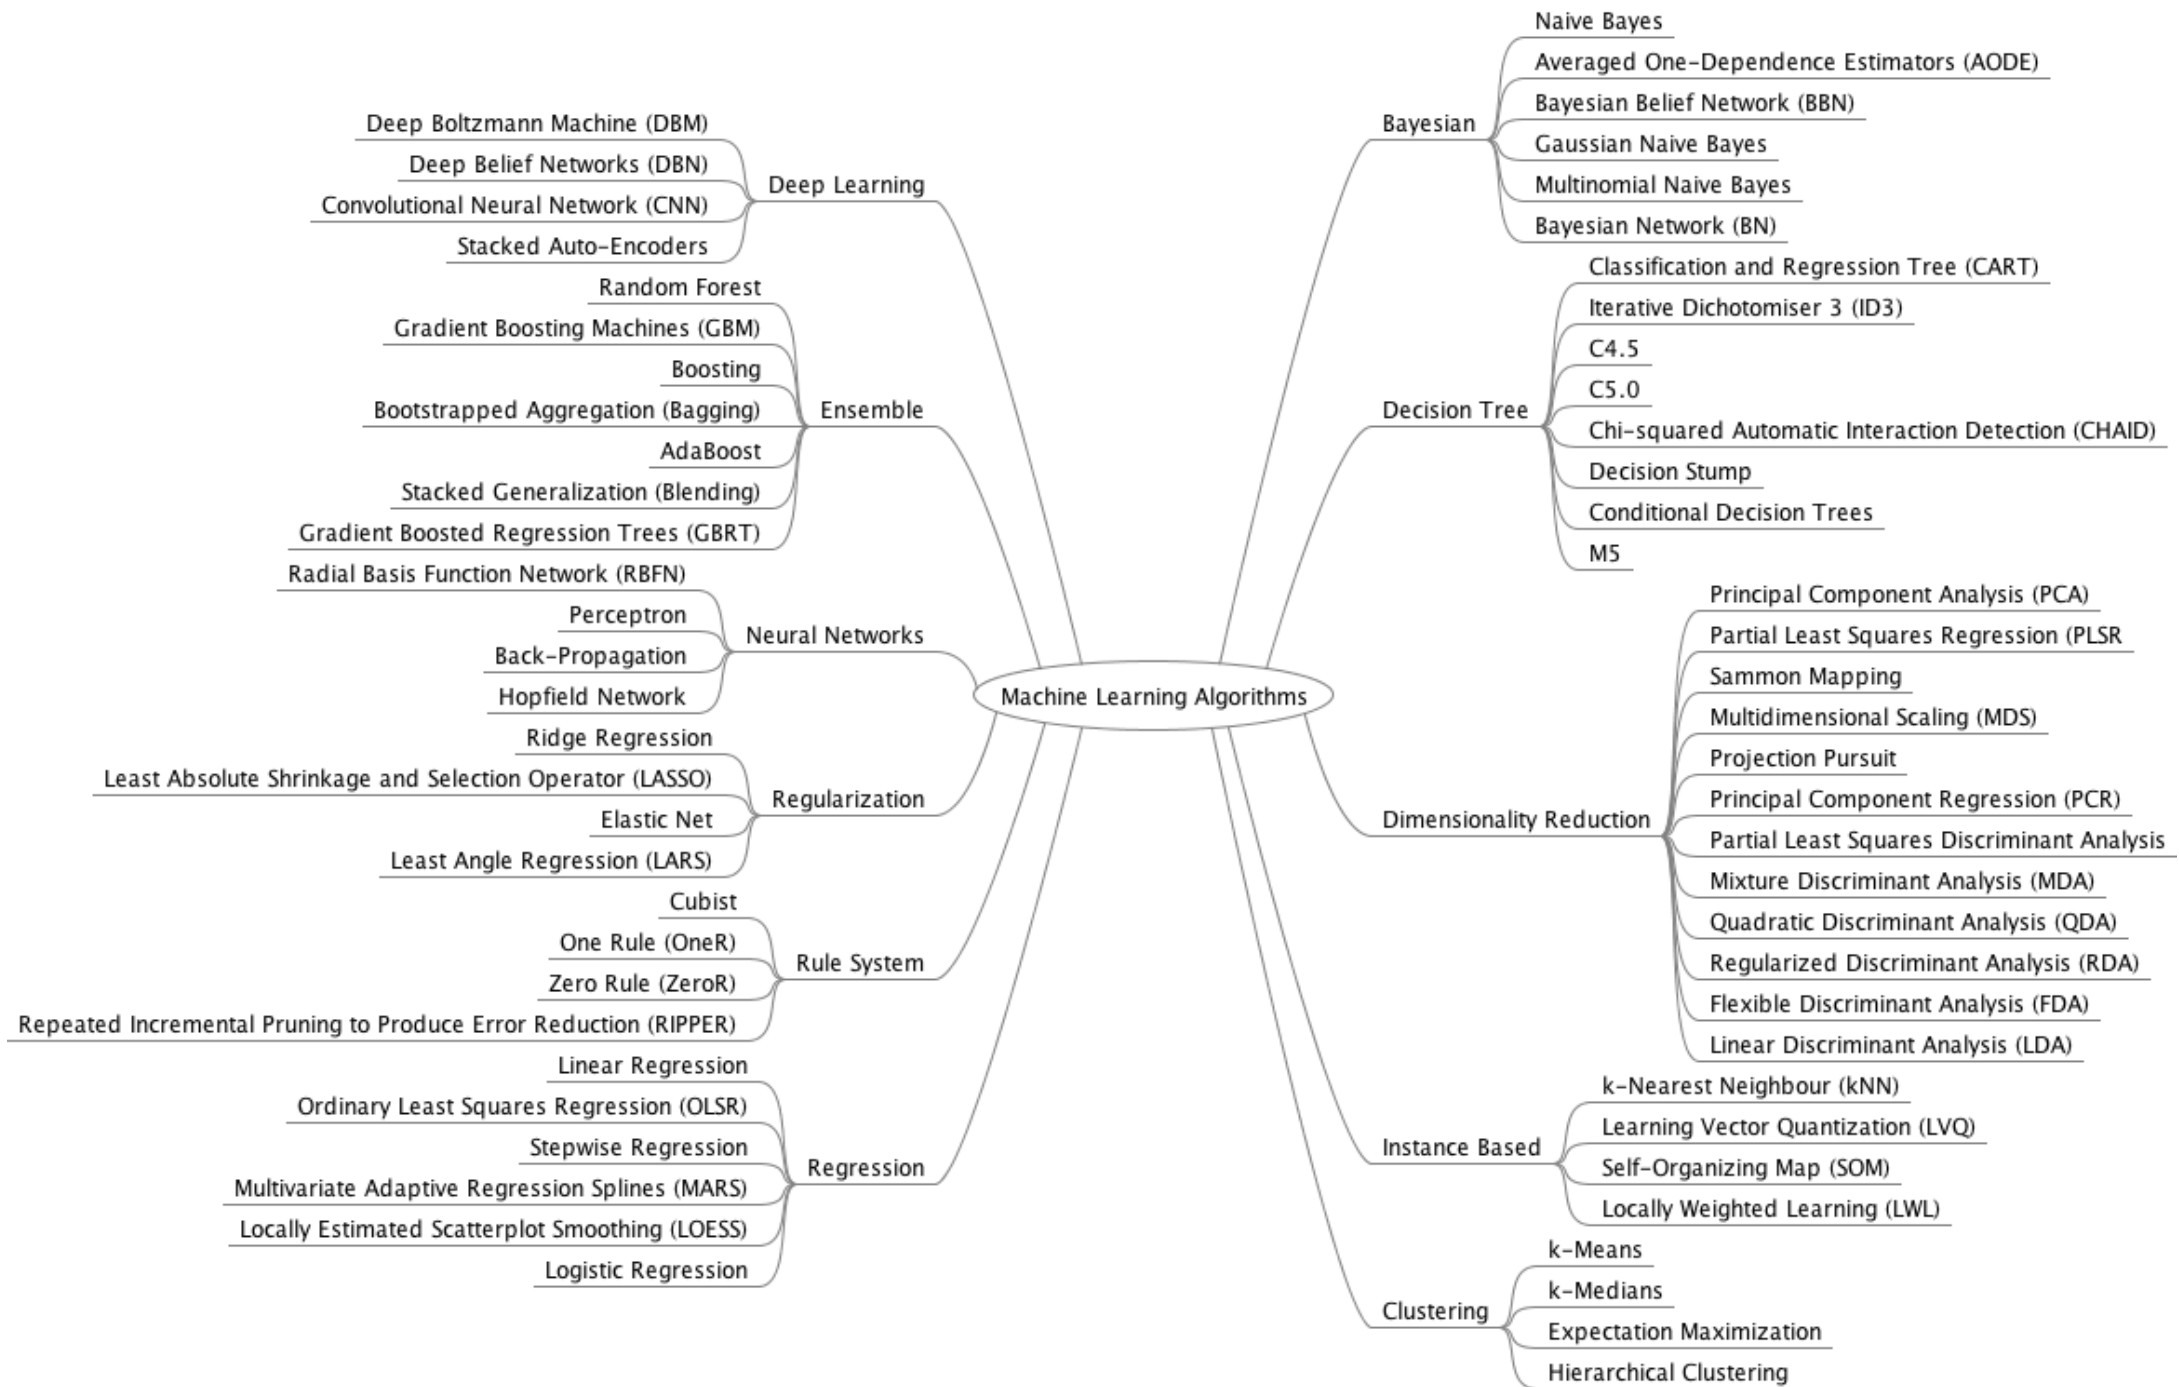 Machine Learning Algorithms
Deep Learning
Deep Boltzmann Machine (DBM)
Deep Belief Networks (DBN)
Convolutional Neural Network (CNN)
Stacked Auto-Encoders
Ensemble
Random Forest
Gradient Boosting Machines (GBM)
Boosting
Bootstrapped Aggregation (Bagging)
AdaBoost
Stacked Generalization (Blending)
Gradient Boosted Regression Trees (GBRT)
Neural Networks
Radial Basis Function Network (RBFN)
Perceptron
Back-Propagation
Hopfield Network
Regularization
Ridge Regression
Least Absolute Shrinkage and Selection Operator (LASSO)
Elastic Net
Least Angle Regression (LARS)
Rule System
Cubist
One Rule (OneR)
Zero Rule (ZeroR)
Repeated Incremental Pruning to Produce Error Reduction (RIPPER)
Regression
Linear Regression
Ordinary Least Squares Regression (OLSR)
Stepwise Regression
Multivariate Adaptive Regression Splines (MARS)
Locally Estimated Scatterplot Smoothing (LOESS)
Logistic Regression
Bayesian
Naive Bayes
Averaged One-Dependence Estimators (AODE)
Bayesian Belief Network (BBN)
Gaussian Naive Bayes
Multinomial Naive Bayes
Bayesian Network (BN)
Decision Tree
Classification and Regression Tree (CART)
Iterative Dichotomiser 3 (ID3)
C4.5
C5.0
Chi-squared Automatic Interaction Detection (CHAID)
Decision Stump
Conditional Decision Trees
M5
Dimensionality Reduction
Principal Component Analysis (PCA)
Partial Least Squares Regression (PLSR
Sammon Mapping
Multidimensional Scaling (MDS)
Projection Pursuit
Principal Component Regression (PCR)
Partial Least Squares Discriminant Analysis
Mixture Discriminant Analysis (MDA)
Quadratic Discriminant Analysis (QDA)
Regularized Discriminant Analysis (RDA)
Flexible Discriminant Analysis (FDA)
Linear Discriminant Analysis (LDA)
Instance Based
k-Nearest Neighbour (kNN)
Learning Vector Quantization (LVQ)
Self-Organizing Map (SOM)
Locally Weighted Learning (LWL)
Clustering
k-Means
k-Medians
Expectation Maximization
Hierarchical Clustering